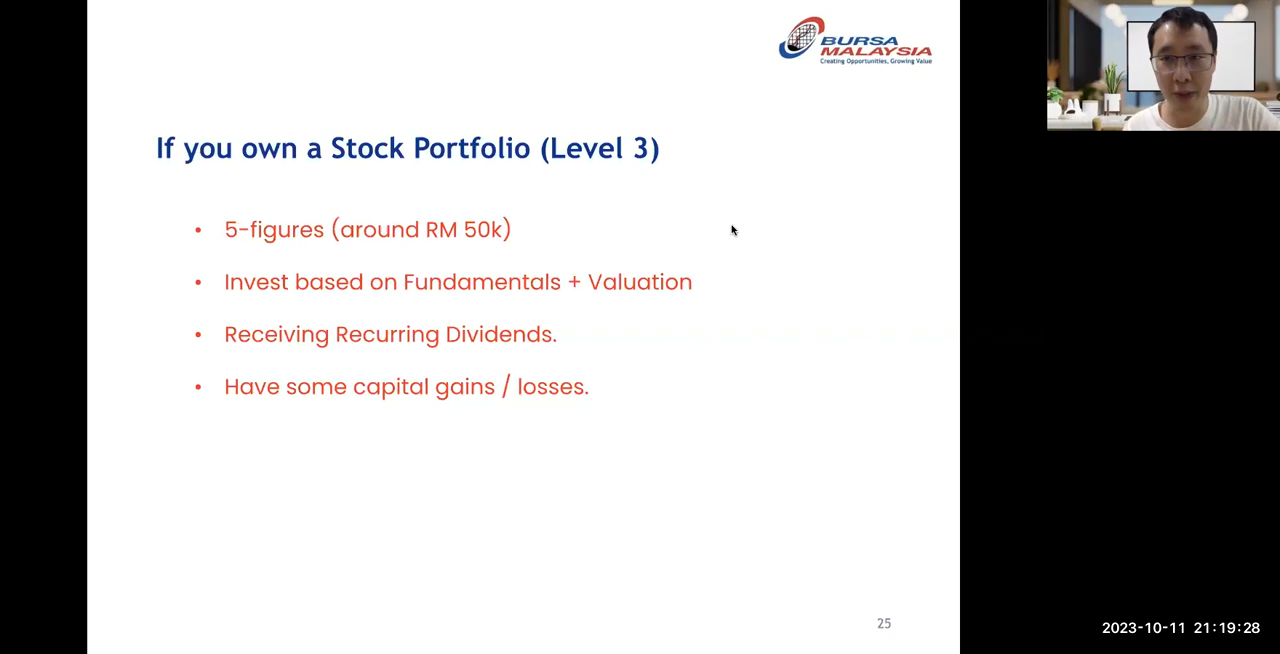 BURSA
MALAYSIA
Creating Opportunities, Growing Value
If you own a Stock Portfolio (Level 3)
• 5-figures (around RM 50k)
• Invest based on Fundamentals + Valuation
• Receiving Recurring Dividends.
• Have some capital gains / losses.
25
2023-10-11 21:19:28